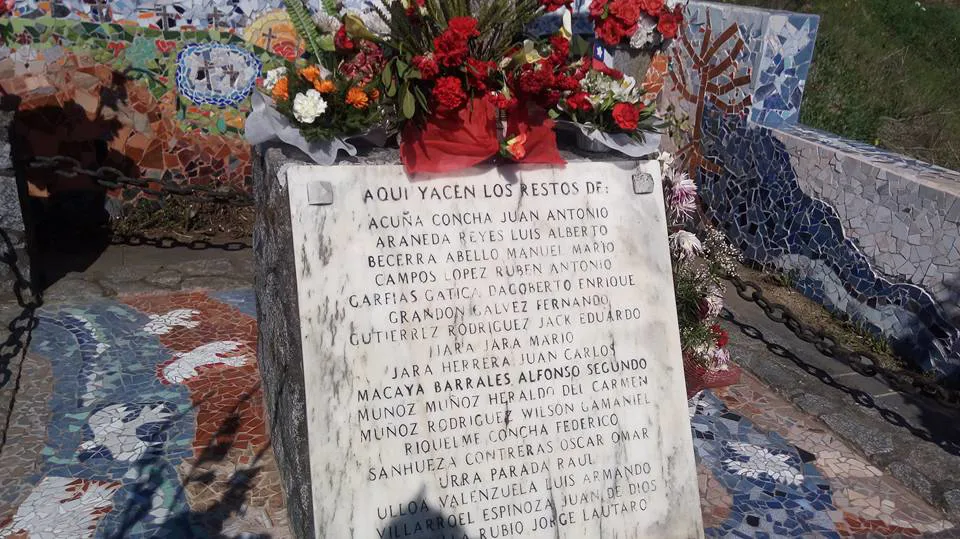 AQUI YACEN LOS RESTOS DE:
ACUÑA CONCHA JUAN ANTONIO
ARANEDA REYES LUIS ALBERTO
BECERRA ABELLO MANUEL MARIO
CAMPOS LOPEZ RUBEN ANTONIO
GARFIAS GATICA DAGOBERTO ENRIQUE
GRANDON GALVEZ FERNANDO
GUTIERREZ RODRIGUEZ JACK EDUARDO
JARA JARA MARIO
JARA HERRERA JUAN CARLOS
MACAYA BARRALES ALFONSO SEGUNDO
MUÑOZ MUÑOZ HERALDO DEL CARMEN
MUÑOZ RODRIGUEZ WILSON GAMANIEL
RIQUELME CONCHA FEDERICO
SANHUEZA CONTRERAS OSCAR OMAR
URRA PARADA RAUL
ULLOA VALENZUELA LUIS ARMANDO
VILLARROEL ESPINOZA JUAN DE DIOS
RUBIO JORGE LAUTARO